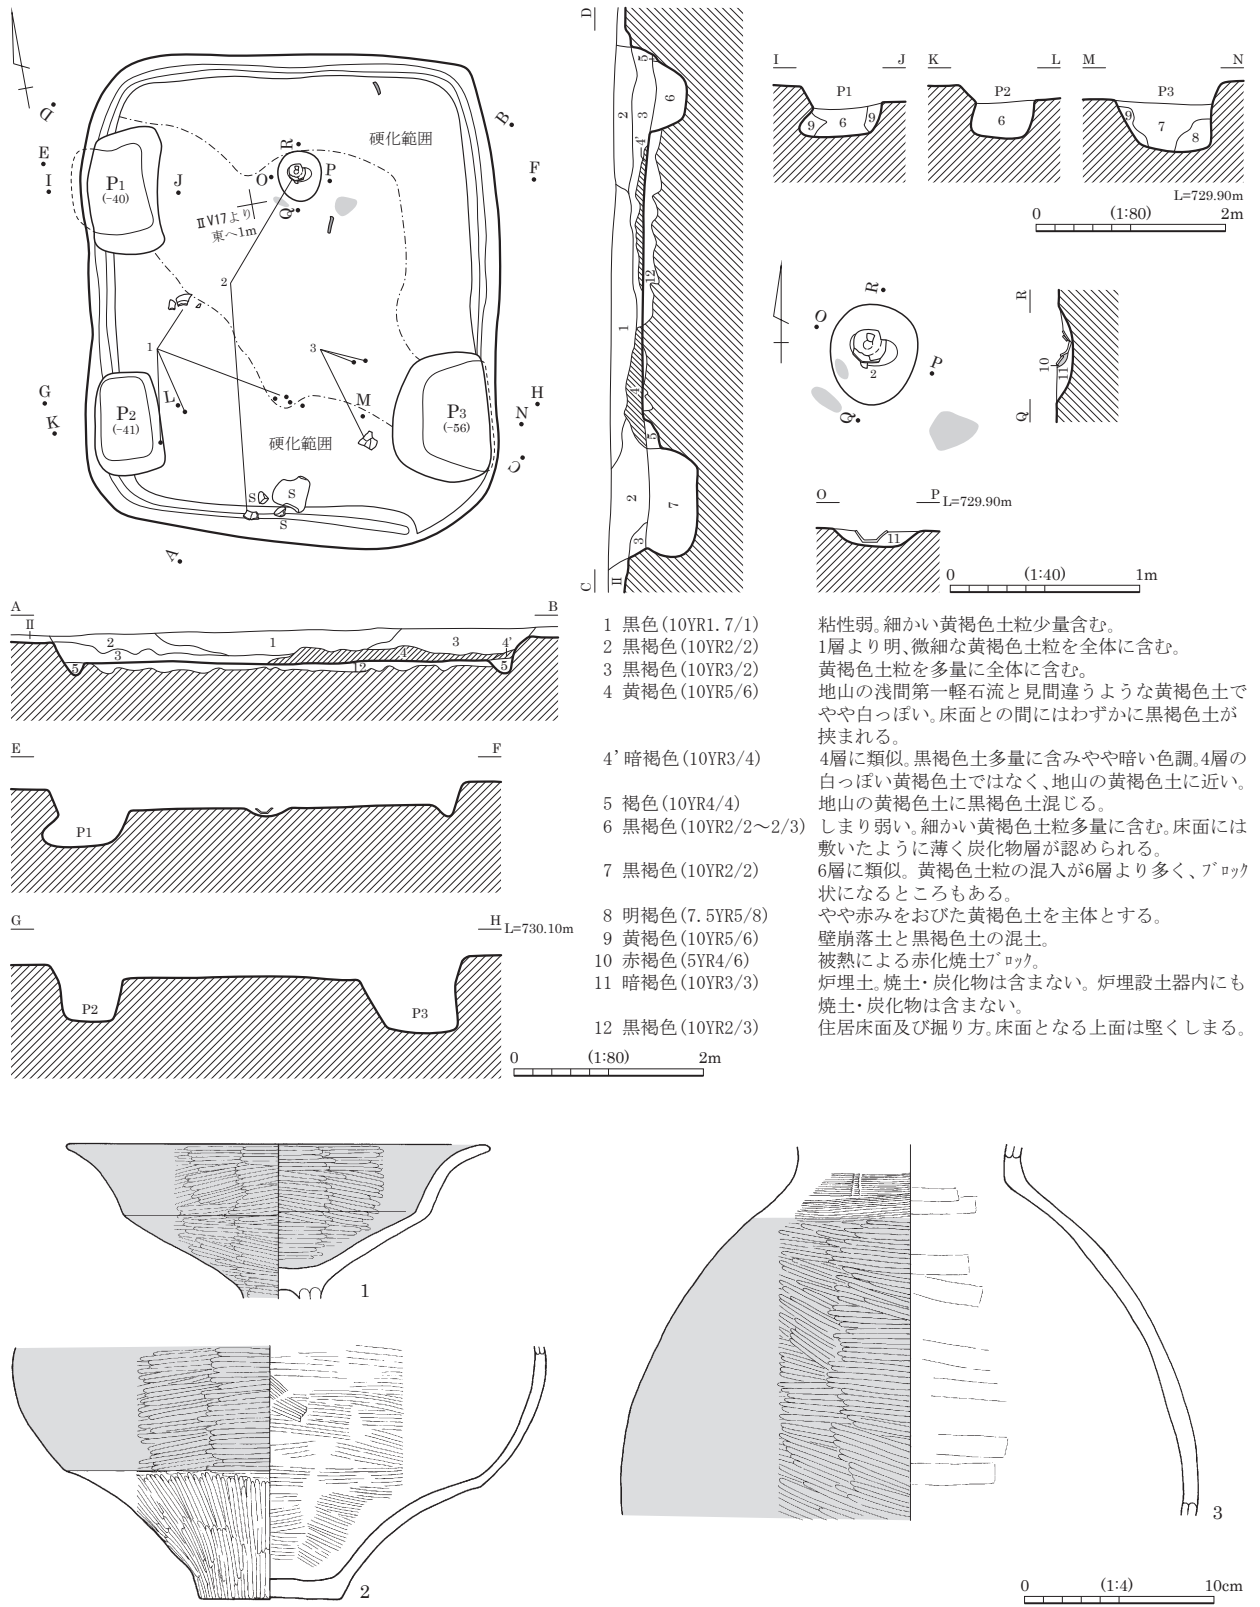 D
B
E
F
I
J
P1
(-40)
硬化範囲
R
8
O
P
Q
ⅡV17より
東へ1m
2
1
3
G
H
K
L
M
N
P2
(-41)
P3
(-56)
C
硬化範囲
S
S
S
A
D
5
6
2
3
4'
12
1
4
5
2
7
3
Ⅱ
C
I J K L M N
P1 P2 P3
9 6 9 6 9 7 8
L=729.90m
0 (1:80) 2m
R
O
P
2
Q
R
10
11
Q
O P L=729.90m
11
0 (1:40) 1m
A B
Ⅱ
2 1 3 4'
3 4
5 12 5
E F
P1
G H L=730.10m
P2 P3
0 (1:80) 2m
1 黒色(10YR1.7/1) 粘性弱。細かい黄褐色土粒少量含む。
2 黒褐色(10YR2/2) 1層より明、微細な黄褐色土粒を全体に含む。
3 黒褐色(10YR3/2) 黄褐色土粒を多量に全体に含む。
4 黄褐色(10YR5/6) 地山の浅間第一軽石流と見間違うような黄褐色土で
やや白っぽい。床面との間にはわずかに黒褐色土が
挟まれる。
4' 暗褐色(10YR3/4) 4層に類似。黒褐色土多量に含みやや暗い色調。4層の
白っぽい黄褐色土ではなく、地山の黄褐色土に近い。
5 褐色(10YR4/4) 地山の黄褐色土に黒褐色土混じる。
6 黒褐色(10YR2/2～2/3) しまり弱い。細かい黄褐色土粒多量に含む。床面には
敷いたように薄く炭化物層が認められる。
7 黒褐色(10YR2/2) 6層に類似。黄褐色土粒の混入が6層より多く、ﾌﾞﾛｯｸ
状になるところもある。
8 明褐色(7.5YR5/8) やや赤みをおびた黄褐色土を主体とする。
9 黄褐色(10YR5/6) 壁崩落土と黒褐色土の混土。
10 赤褐色(5YR4/6) 被熱による赤化焼土ﾌﾞﾛｯｸ。
11 暗褐色(10YR3/3) 炉埋土。焼土・炭化物は含まない。炉埋設土器内にも
焼土・炭化物は含まない。
12 黒褐色(10YR2/3) 住居床面及び掘り方。床面となる上面は堅くしまる。
1
2
3
0 (1:4) 10cm